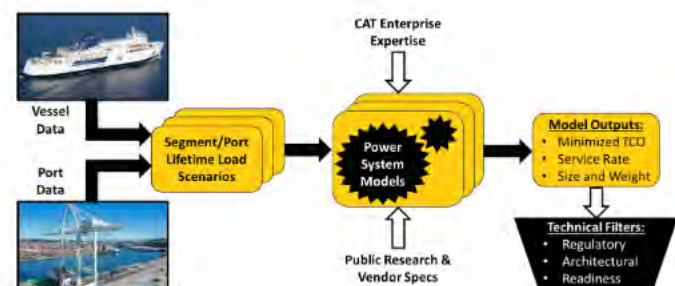 CAT Enterprise
Expertise
Vessel
Data
Port
Data
Segment/Port
Lifetime Load
Scenarios
Power
System
Models
Public Research &
Vendor Specs
Model Outputs:
• Minimized TCO
• Service Rate
• Size and Weight
Technical Filters:
• Regulatory
• Architectural
• Readiness